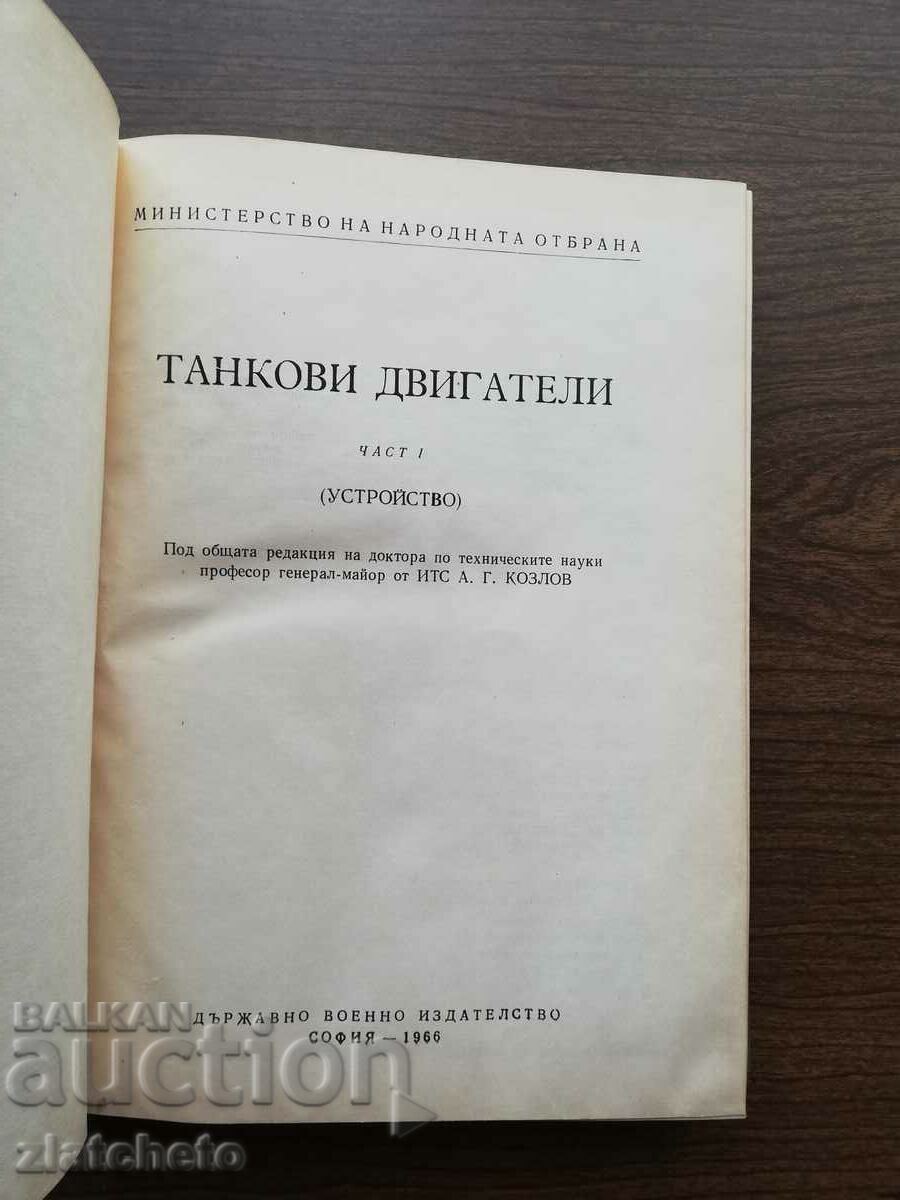 МИНИСТЕРСТВО НА НАРОДНАТА ОТБРАНА
ТАНКОВИ ДВИГАТЕЛИ
ЧАСТ I
(УСТРОЙСТВО)
Под общата редакция на доктора по техническите науки
професор генерал-майор от ИТС А. Г. КОЗЛОВ
ДЪРЖАВНО ВОЕННО ИЗДАТЕЛСТВО
СОФИЯ — 1966
BALKAN
auction
zlatcheto